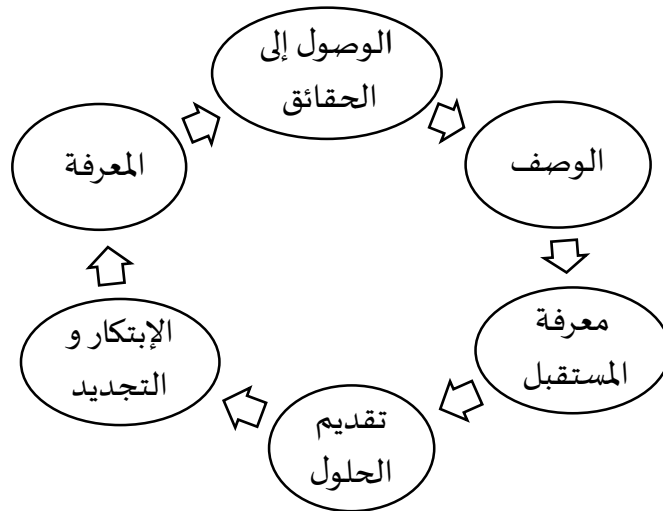 الوصول إلى
الحقائق
الوصف
معرفة
المستقبل
تقديم
الحلول
الإبتكار و
التجديد
المعرفة